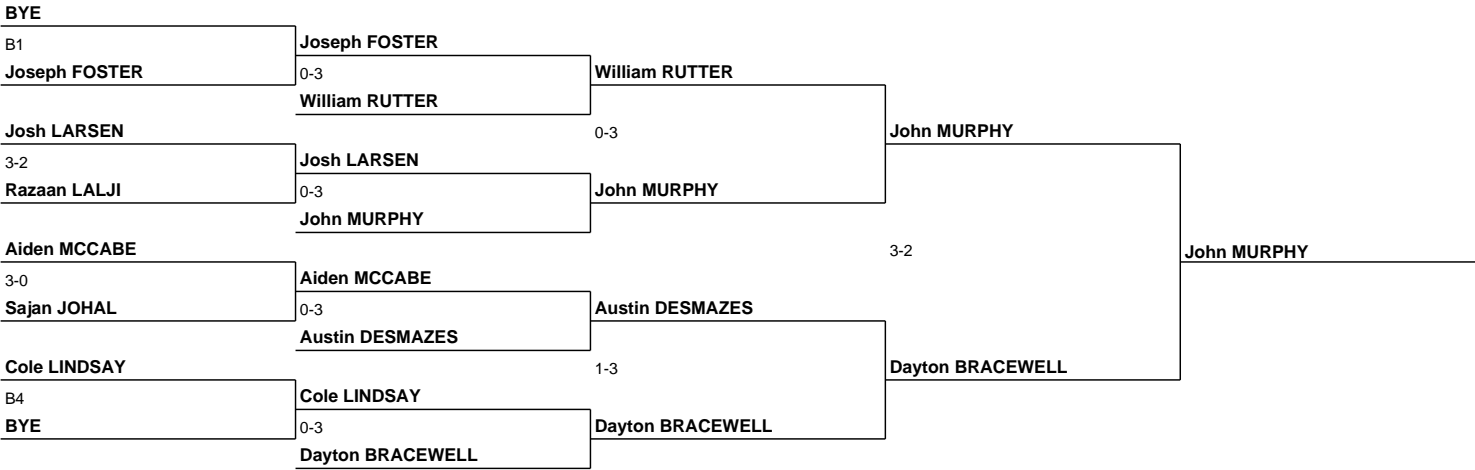 BYE
B1
Joseph FOSTER
Josh LARSEN
3-2
Razaan LALJI
Aiden MCCABE
3-0
Sajan JOHAL
Cole LINDSAY
B4
BYE
Joseph FOSTER
0-3
William RUTTER
Josh LARSEN
0-3
John MURPHY
Aiden MCCABE
0-3
Austin DESMAZES
Cole LINDSAY
0-3
Dayton BRACEWELL
William RUTTER
0-3
John MURPHY
Austin DESMAZES
1-3
Dayton BRACEWELL
John MURPHY
3-2
Dayton BRACEWELL
John MURPHY